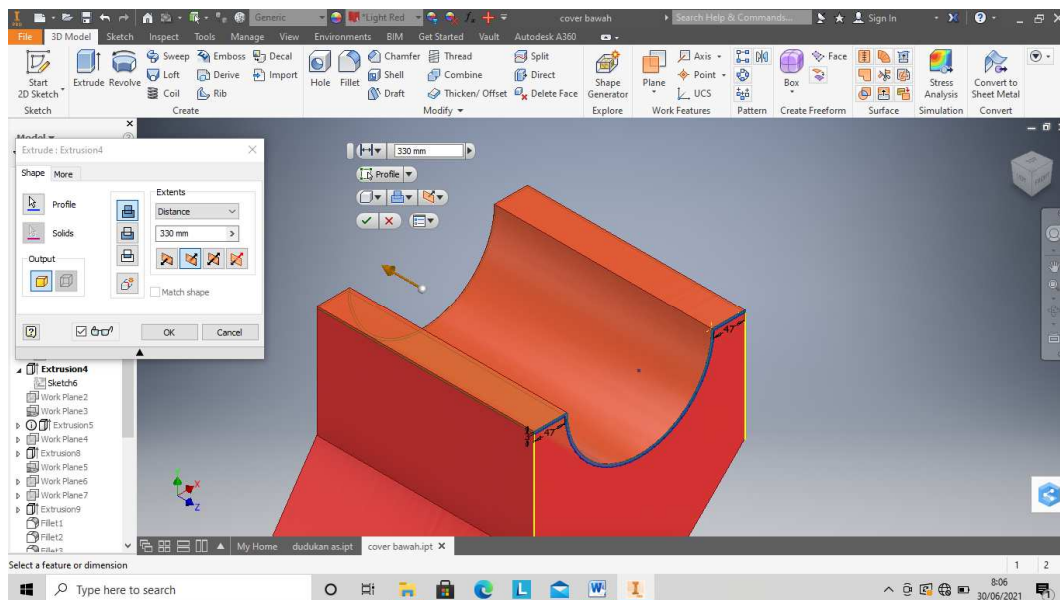 Generic
"Light Red
cover bawah
Search Help & Commands...
Sign In
File 3D Model Sketch Inspect Tools Manage View Environments BIM Get Started Vault Autodesk A360
Start
2D Sketch
Extrude
Revolve
Sweep
Emboss
Decal
Loft
Derive
Import
Coil
Rib
Hole
Fillet
Chamfer
Thread
Split
Shell
Combine
Direct
Draft
Thicken/ Offset
Delete Face
Shape
Generator
Plane
Axis
Point
UCS
Box
Face
Stress
Analysis
Convert to
Sheet Metal
Sketch
Create
Modify
Explore
Work Features
Pattern
Create Freeform
Surface
Simulation
Convert
Extrude : Extrusion4
Shape More
Profile
Solids
Output
Extents
Distance
330 mm
Match shape
OK Cancel
330 mm
Profile
47
47
Extrusion4
Sketch6
Work Plane2
Work Plane3
Extrusion5
Work Plane4
Extrusion8
Work Plane5
Work Plane6
Work Plane7
Extrusion9
Fillet1
Fillet2
Y
X
Z
My Home dudukan as.ipt cover bawah.ipt
Select a feature or dimension
1 2
Type here to search
8:06
30/06/2021